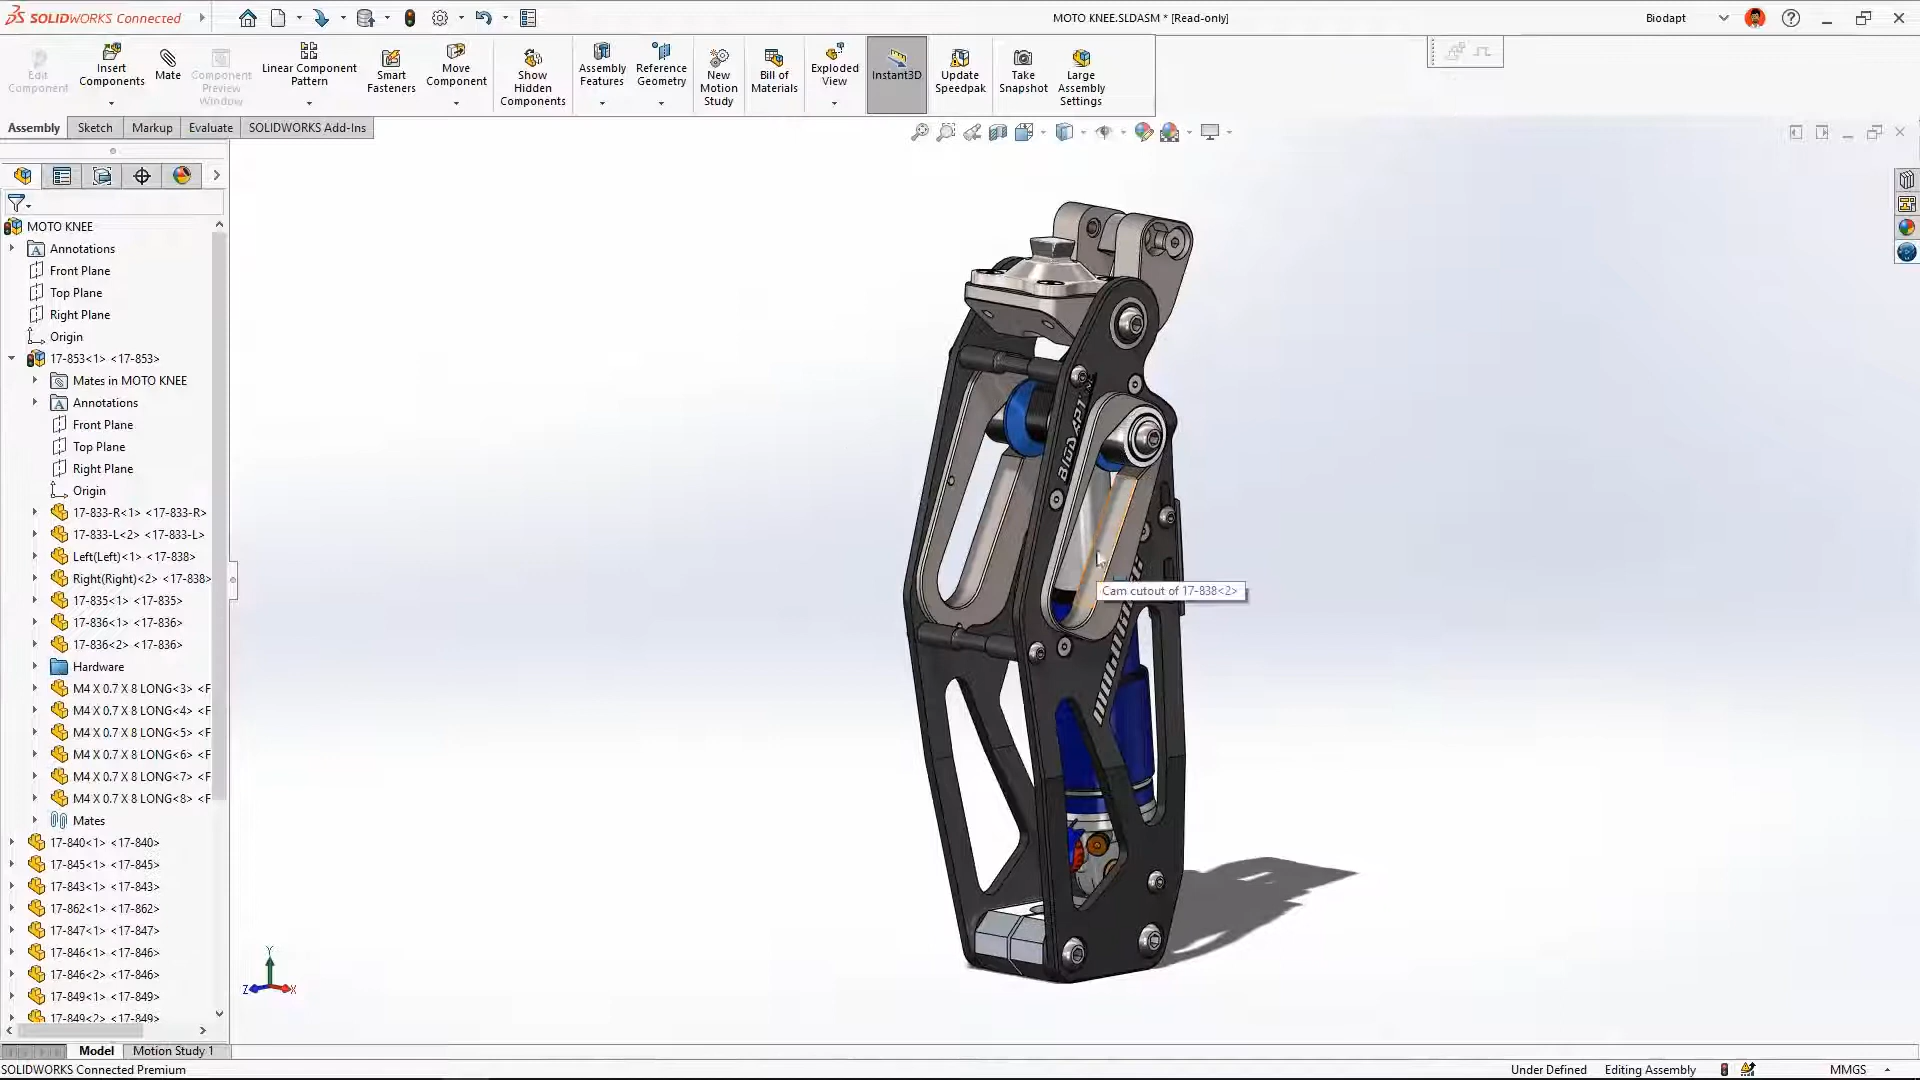 SOLIDWORKS Connected
MOTO KNEE.SLDASM * [Read-only]
Biodapt
Edit Component
Insert Components
Mate
Component Preview Window
Linear Component Pattern
Smart Fasteners
Move Component
Show Hidden Components
Assembly Features
Reference Geometry
New Motion Study
Bill of Materials
Exploded View
Instant3D
Update Speedpak
Take Snapshot
Large Assembly Settings
Assembly
Sketch
Markup
Evaluate
SOLIDWORKS Add-Ins
MOTO KNEE
Annotations
Front Plane
Top Plane
Right Plane
Origin
17-853<1> <17-853>
Mates in MOTO KNEE
Annotations
Front Plane
Top Plane
Right Plane
Origin
17-833-R<1> <17-833-R>
17-833-L<2> <17-833-L>
Left(Left)<1> <17-838>
Right(Right)<2> <17-838>
17-835<1> <17-835>
17-836<1> <17-836>
17-836<2> <17-836>
Hardware
M4 X 0.7 X 8 LONG<3> <F
M4 X 0.7 X 8 LONG<4> <F
M4 X 0.7 X 8 LONG<5> <F
M4 X 0.7 X 8 LONG<6> <F
M4 X 0.7 X 8 LONG<7> <F
M4 X 0.7 X 8 LONG<8> <F
Mates
17-840<1> <17-840>
17-845<1> <17-845>
17-843<1> <17-843>
17-862<1> <17-862>
17-847<1> <17-847>
17-846<1> <17-846>
17-846<2> <17-846>
17-849<1> <17-849>
17-849<2> <17-849>
BIODAPT
Cam cutout of 17-838<2>
Y
Z
X
Model
Motion Study 1
SOLIDWORKS Connected Premium
Under Defined
Editing Assembly
MMGS